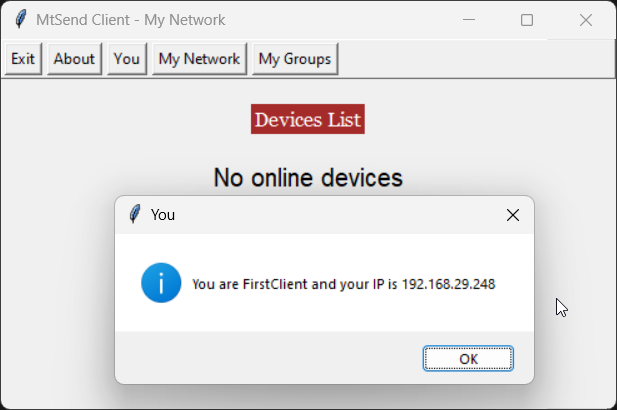 MtSend Client - My Network
Exit About You My Network My Groups
Devices List
No online devices
You
You are FirstClient and your IP is 192.168.29.248
OK